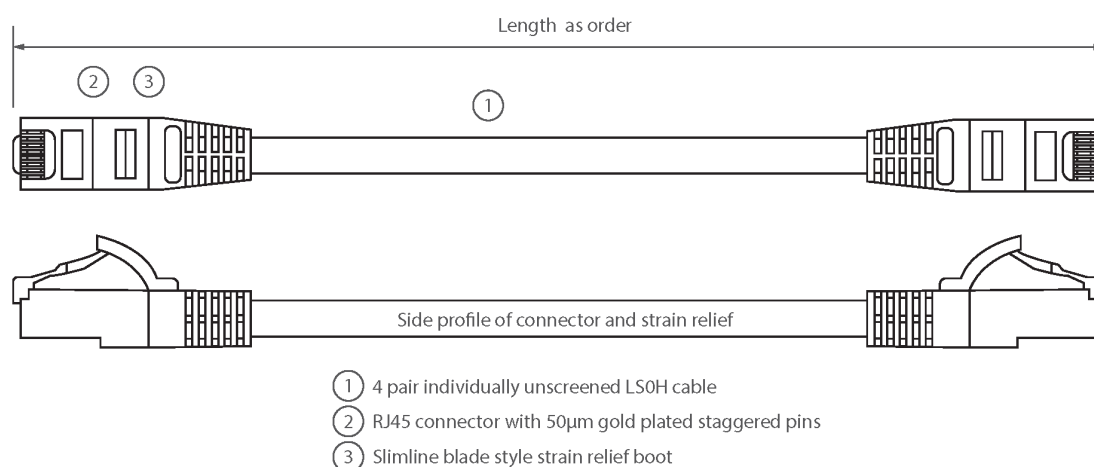 Length as order
2 3
1
Side profile of connector and strain relief
1 4 pair individually unscreened LS0H cable
2 RJ45 connector with 50µm gold plated staggered pins
3 Slimline blade style strain relief boot